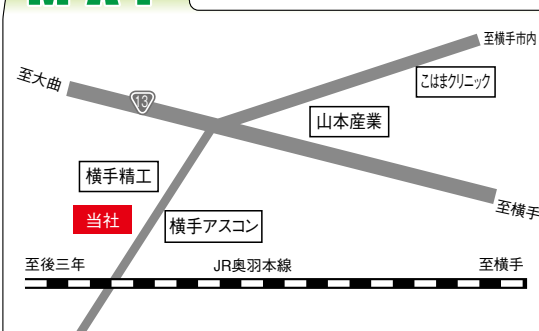 MAP
至横手市内
こはまクリニック
至大曲
13
山本産業
横手精工
至横手
当社
横手アスコン
至後三年
JR奥羽本線
至横手